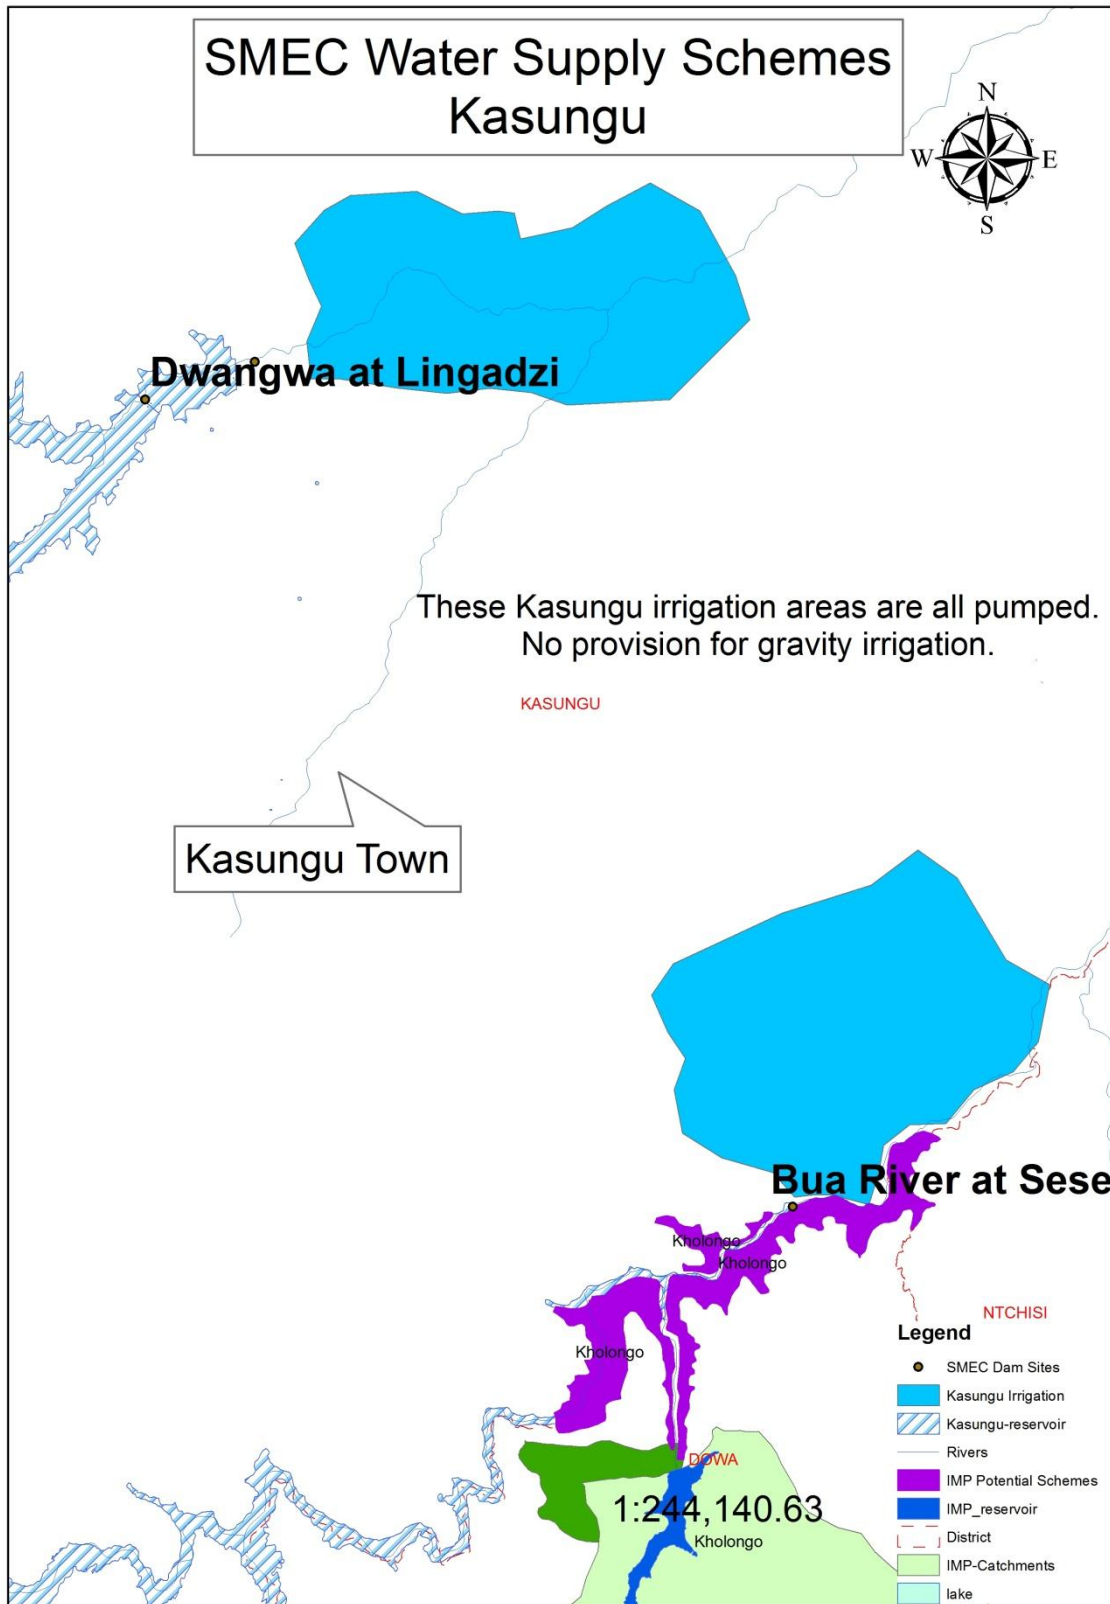 SMEC Water Supply Schemes
Kasungu
N
W
E
S
Dwangwa at Lingadzi
These Kasungu irrigation areas are all pumped.
No provision for gravity irrigation.
KASUNGU
Kasungu Town
Bua River at Sese
Kholongo
Kholongo
Kholongo
NTCHISI
DOWA
1:244,140.63
Kholongo
Legend
SMEC Dam Sites
Kasungu Irrigation
Kasungu-reservoir
Rivers
IMP Potential Schemes
IMP_reservoir
District
IMP-Catchments
lake